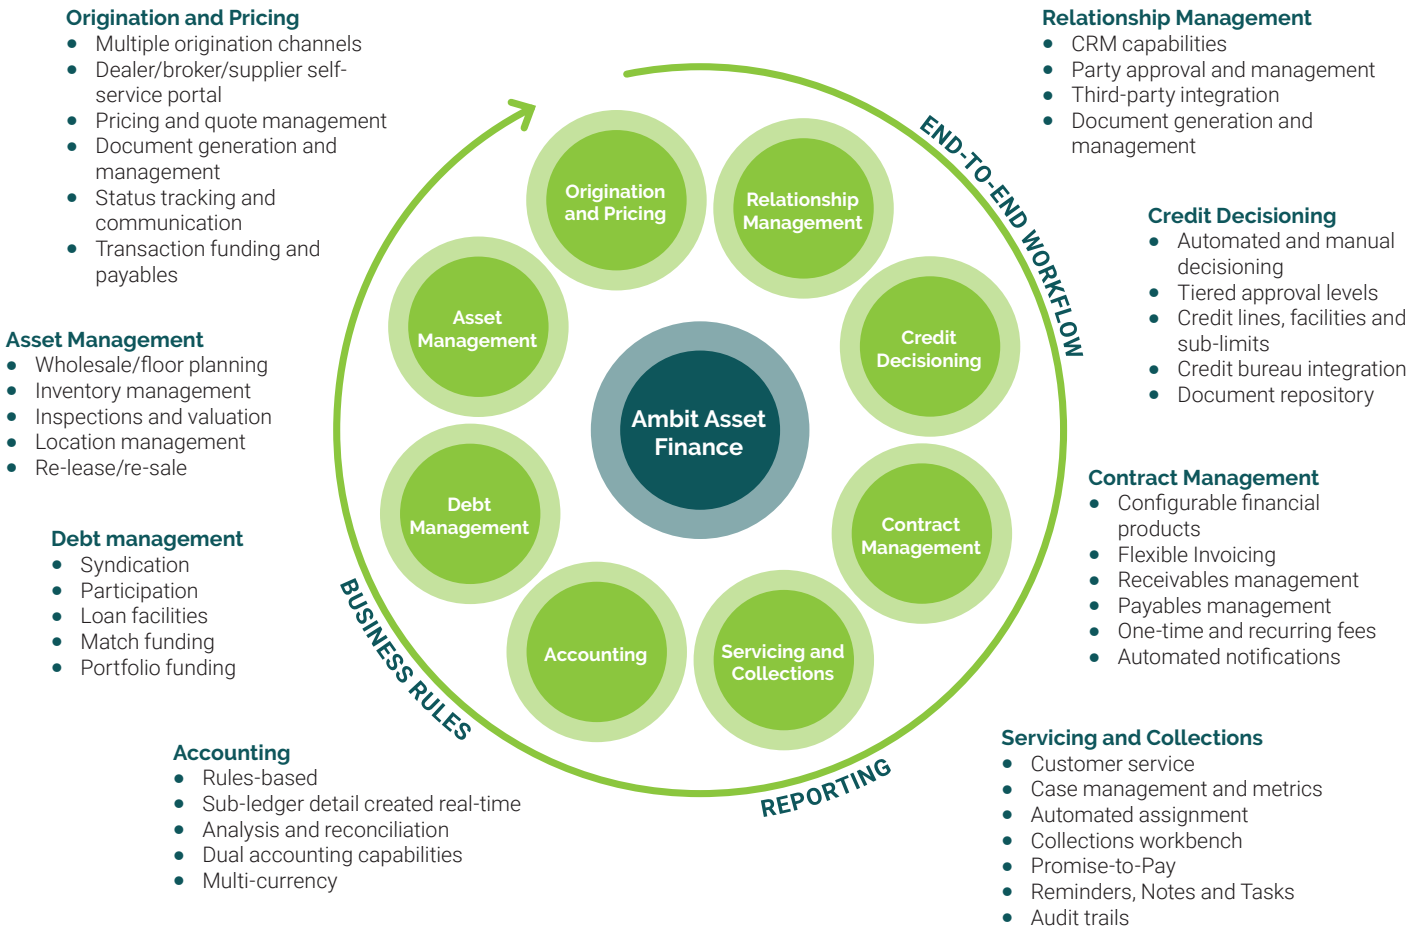 Origination and Pricing
● Multiple origination channels
● Dealer/broker/supplier self-
service portal
● Pricing and quote management
● Document generation and
management
● Status tracking and
communication
● Transaction funding and
payables
Asset Management
● Wholesale/floor planning
● Inventory management
● Inspections and valuation
● Location management
● Re-lease/re-sale
Debt management
● Syndication
● Participation
● Loan facilities
● Match funding
● Portfolio funding
Accounting
● Rules-based
● Sub-ledger detail created real-time
● Analysis and reconciliation
● Dual accounting capabilities
● Multi-currency
Origination
and Pricing
Relationship
Management
Asset
Management
Credit
Decisioning
Ambit Asset
Finance
Debt
Management
Contract
Management
Accounting
Servicing and
Collections
END-TO-END WORKFLOW
BUSINESS RULES
REPORTING
Relationship Management
● CRM capabilities
● Party approval and management
● Third-party integration
● Document generation and
management
Credit Decisioning
● Automated and manual
decisioning
● Tiered approval levels
● Credit lines, facilities and
sub-limits
● Credit bureau integration
● Document repository
Contract Management
● Configurable financial
products
● Flexible Invoicing
● Receivables management
● Payables management
● One-time and recurring fees
● Automated notifications
Servicing and Collections
● Customer service
● Case management and metrics
● Automated assignment
● Collections workbench
● Promise-to-Pay
● Reminders, Notes and Tasks
● Audit trails